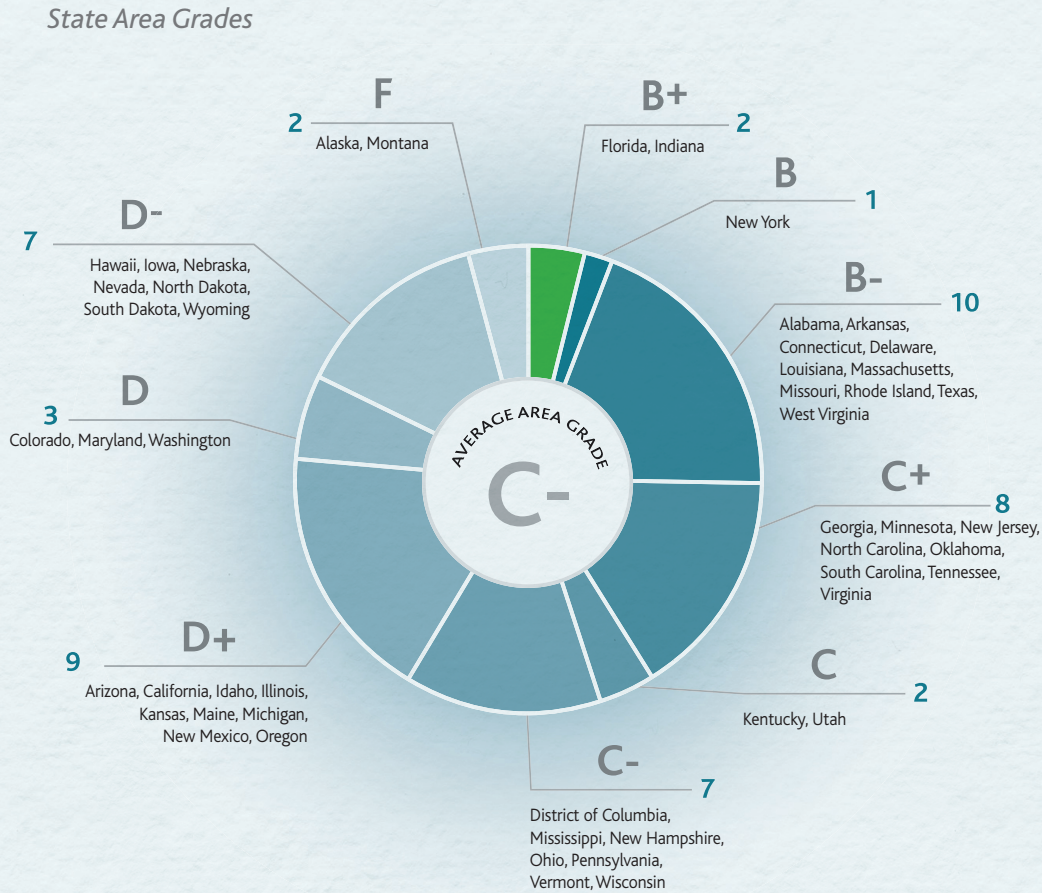 State Area Grades
F
2
Alaska, Montana
B+
2
Florida, Indiana
B
1
New York
B-
10
Alabama, Arkansas,
Connecticut, Delaware,
Louisiana, Massachusetts,
Missouri, Rhode Island, Texas,
West Virginia
C+
8
Georgia, Minnesota, New Jersey,
North Carolina, Oklahoma,
South Carolina, Tennessee,
Virginia
C
2
Kentucky, Utah
C-
7
District of Columbia,
Mississippi, New Hampshire,
Ohio, Pennsylvania,
Vermont, Wisconsin
D+
9
Arizona, California, Idaho, Illinois,
Kansas, Maine, Michigan,
New Mexico, Oregon
D
3
Colorado, Maryland, Washington
D-
7
Hawaii, Iowa, Nebraska,
Nevada, North Dakota,
South Dakota, Wyoming
AVERAGE AREA GRADE
C-